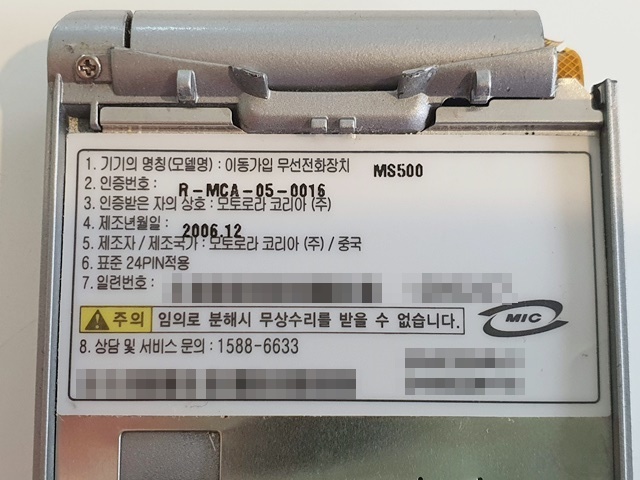 1. 기기의 명칭(모델명) : 이동가입 무선전화장치 MS500
2. 인증번호 : R-MCA-05-0016
3. 인증받은 자의 상호 : 모토로라 코리아 (주)
4. 제조년월일 : 2006.12
5. 제조자 / 제조국가 : 모토로라 코리아 (주) / 중국
6. 표준 24PIN적용
7. 일련번호 :
주의 임의로 분해시 무상수리를 받을 수 없습니다.
MIC
8. 상담 및 서비스 문의 : 1588-6633